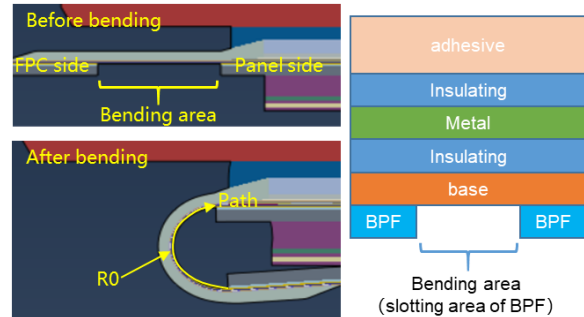 Before bending
FPC side
Panel side
Bending area
After bending
Path
R0
adhesive
Insulating
Metal
Insulating
base
BPF
BPF
Bending area
(slotting area of BPF)